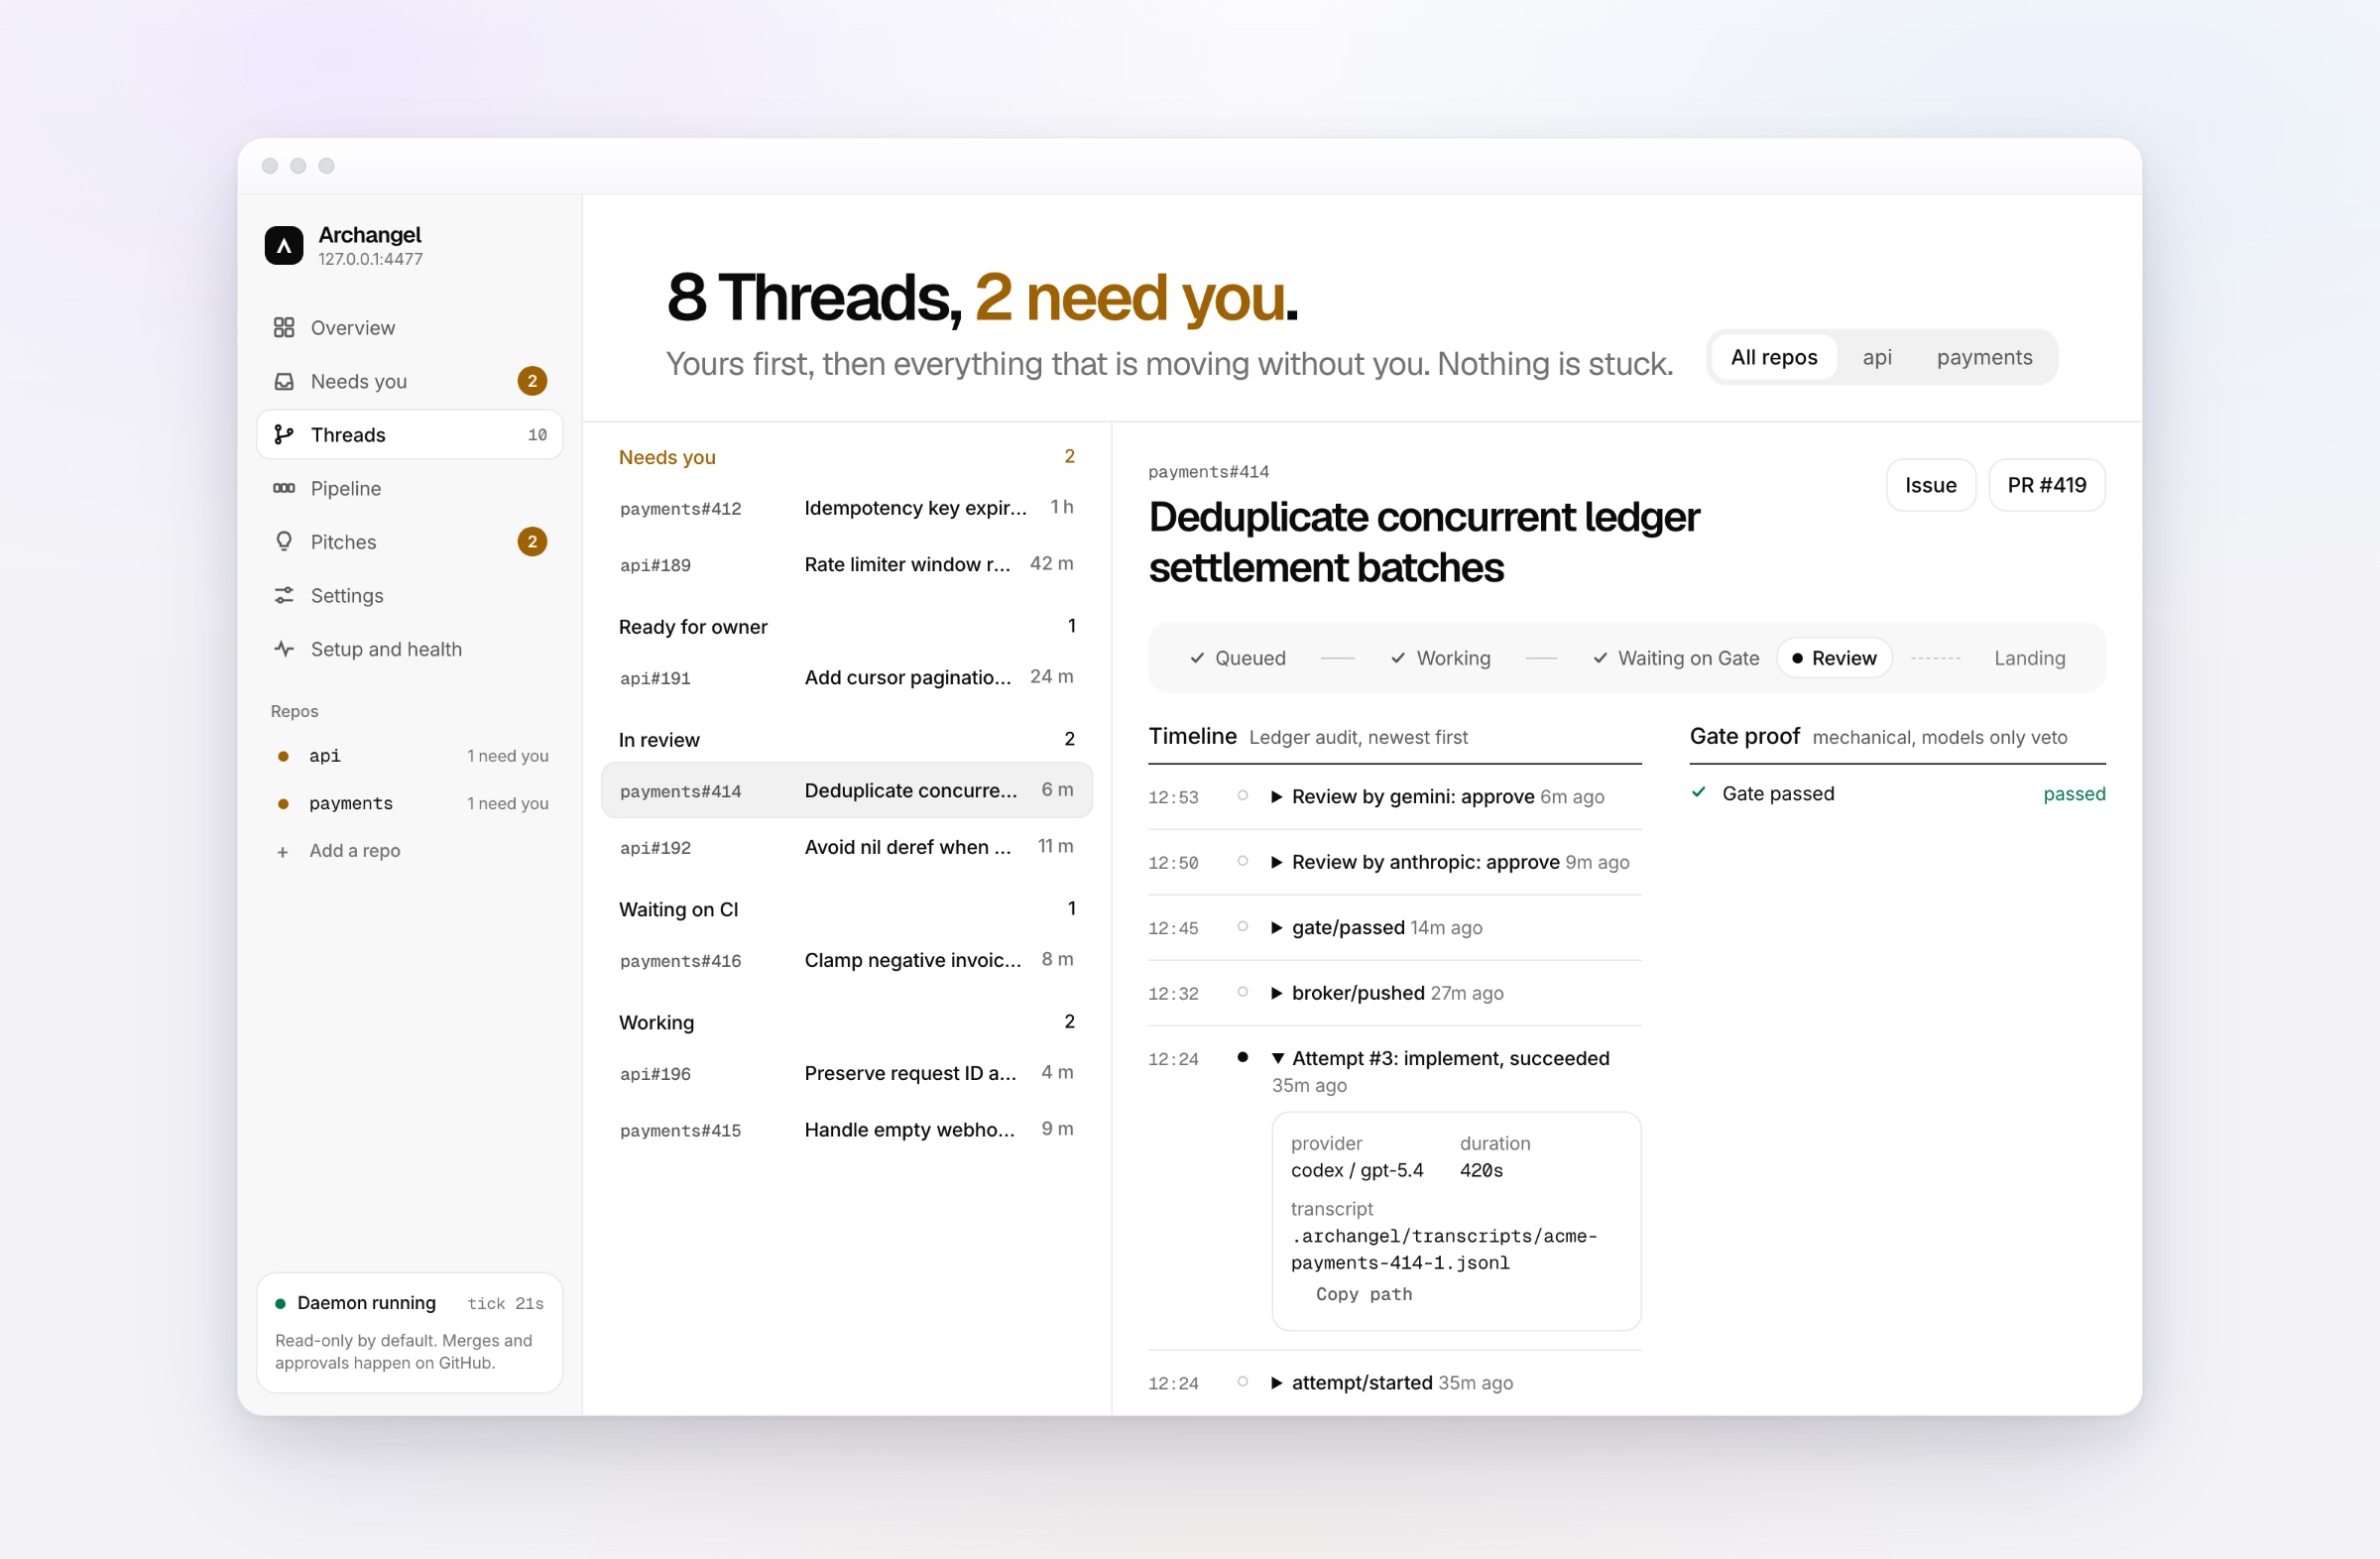 Archangel
127.0.0.1:4477
Overview
Needs you 2
Threads 10
Pipeline
Pitches 2
Settings
Setup and health
Repos
api 1 need you
payments 1 need you
+ Add a repo
Daemon running tick 21s
Read-only by default. Merges and
approvals happen on GitHub.
8 Threads, 2 need you.
Yours first, then everything that is moving without you. Nothing is stuck.
All repos api payments
Needs you 2
payments#412 Idempotency key expir... 1 h
api#189 Rate limiter window r... 42 m
Ready for owner 1
api#191 Add cursor paginatio... 24 m
In review 2
payments#414 Deduplicate concurre... 6 m
api#192 Avoid nil deref when ... 11 m
Waiting on CI 1
payments#416 Clamp negative invoic... 8 m
Working 2
api#196 Preserve request ID a... 4 m
payments#415 Handle empty webho... 9 m
payments#414
Deduplicate concurrent ledger
settlement batches
Issue PR #419
Queued Working Waiting on Gate Review Landing
Timeline Ledger audit, newest first
12:53 Review by gemini: approve 6m ago
12:50 Review by anthropic: approve 9m ago
12:45 gate/passed 14m ago
12:32 broker/pushed 27m ago
12:24 Attempt #3: implement, succeeded
35m ago
provider duration
codex / gpt-5.4 420s
transcript
.archangel/transcripts/acme-
payments-414-1.jsonl
Copy path
12:24 attempt/started 35m ago
Gate proof mechanical, models only veto
Gate passed passed